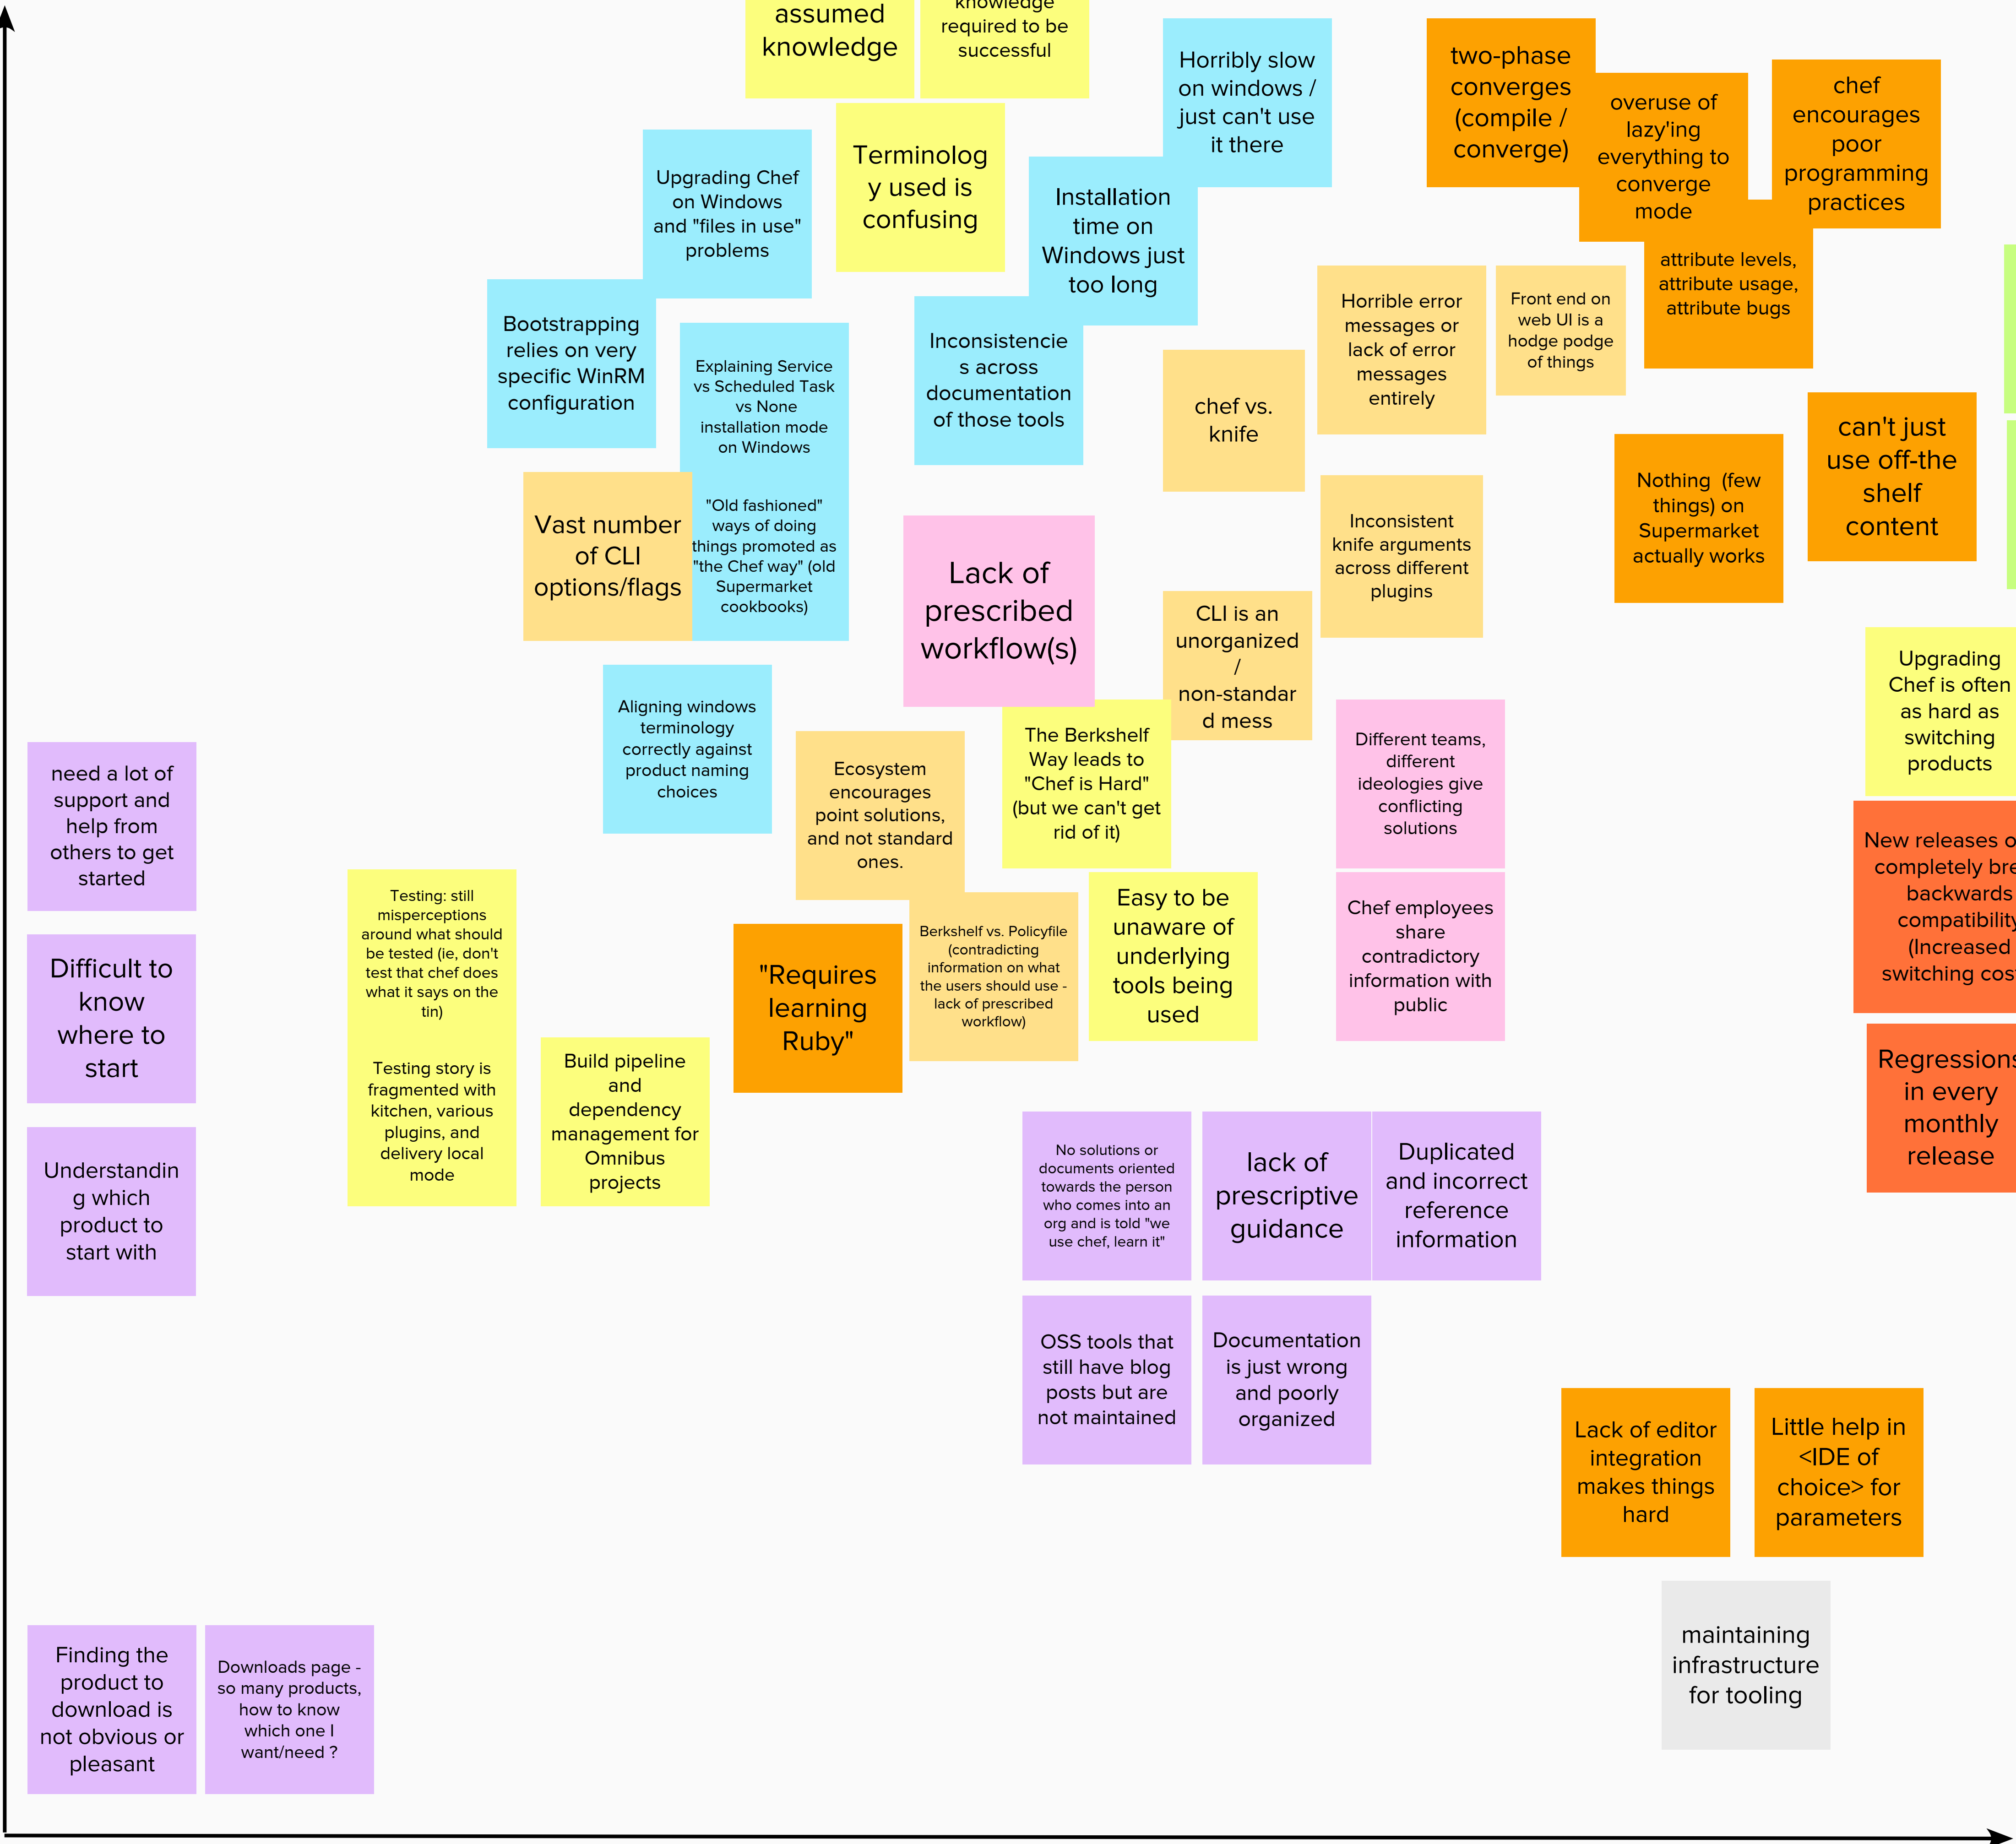 assumed
knowledge
knowledge
required to be
successful
Horribly slow
on windows /
just can't use
it there
two-phase
converges
(compile /
converge)
overuse of
lazy'ing
everything to
converge
mode
chef
encourages
poor
programming
practices
Upgrading Chef
on Windows
and "files in use"
problems
Terminolog
y used is
confusing
Installation
time on
Windows just
too long
attribute levels,
attribute usage,
attribute bugs
Bootstrapping
relies on very
specific WinRM
configuration
Explaining Service
vs Scheduled Task
vs None
installation mode
on Windows
Inconsistencie
s across
documentation
of those tools
Horrible error
messages or
lack of error
messages
entirely
Front end on
web UI is a
hodge podge
of things
chef vs.
knife
can't just
use off-the
shelf
content
Nothing (few
things) on
Supermarket
actually works
Vast number
of CLI
options/flags
"Old fashioned"
ways of doing
things promoted as
"the Chef way" (old
Supermarket
cookbooks)
Lack of
prescribed
workflow(s)
Inconsistent
knife arguments
across different
plugins
CLI is an
unorganized
/
non-standar
d mess
Upgrading
Chef is often
as hard as
switching
products
Aligning windows
terminology
correctly against
product naming
choices
Ecosystem
encourages
point solutions,
and not standard
ones.
The Berkshelf
Way leads to
"Chef is Hard"
(but we can't get
rid of it)
Different teams,
different
ideologies give
conflicting
solutions
need a lot of
support and
help from
others to get
started
New releases
completely
backwards
compatibility
(Increased
switching
Testing: still
misperceptions
around what should
be tested (ie, don't
test that chef does
what it says on the
tin)
"Requires
learning
Ruby"
Berkshelf vs. Policyfile
(contradicting
information on what
the users should use -
lack of prescribed
workflow)
Easy to be
unaware of
underlying
tools being
used
Chef employees
share
contradictory
information with
public
Difficult to
know
where to
start
Testing story is
fragmented with
kitchen, various
plugins, and
delivery local
mode
Build pipeline
and
dependency
management for
Omnibus
projects
Regressions
in every
monthly
release
Understandin
g which
product to
start with
No solutions or
documents oriented
towards the person
who comes into an
org and is told "we
use chef, learn it"
lack of
prescriptive
guidance
Duplicated
and incorrect
reference
information
OSS tools that
still have blog
posts but are
not maintained
Documentation
is just wrong
and poorly
organized
Lack of editor
integration
makes things
hard
Little help in
<IDE of
choice> for
parameters
maintaining
infrastructure
for tooling
Finding the
product to
download is
not obvious or
pleasant
Downloads page -
so many products,
how to know
which one I
want/need ?